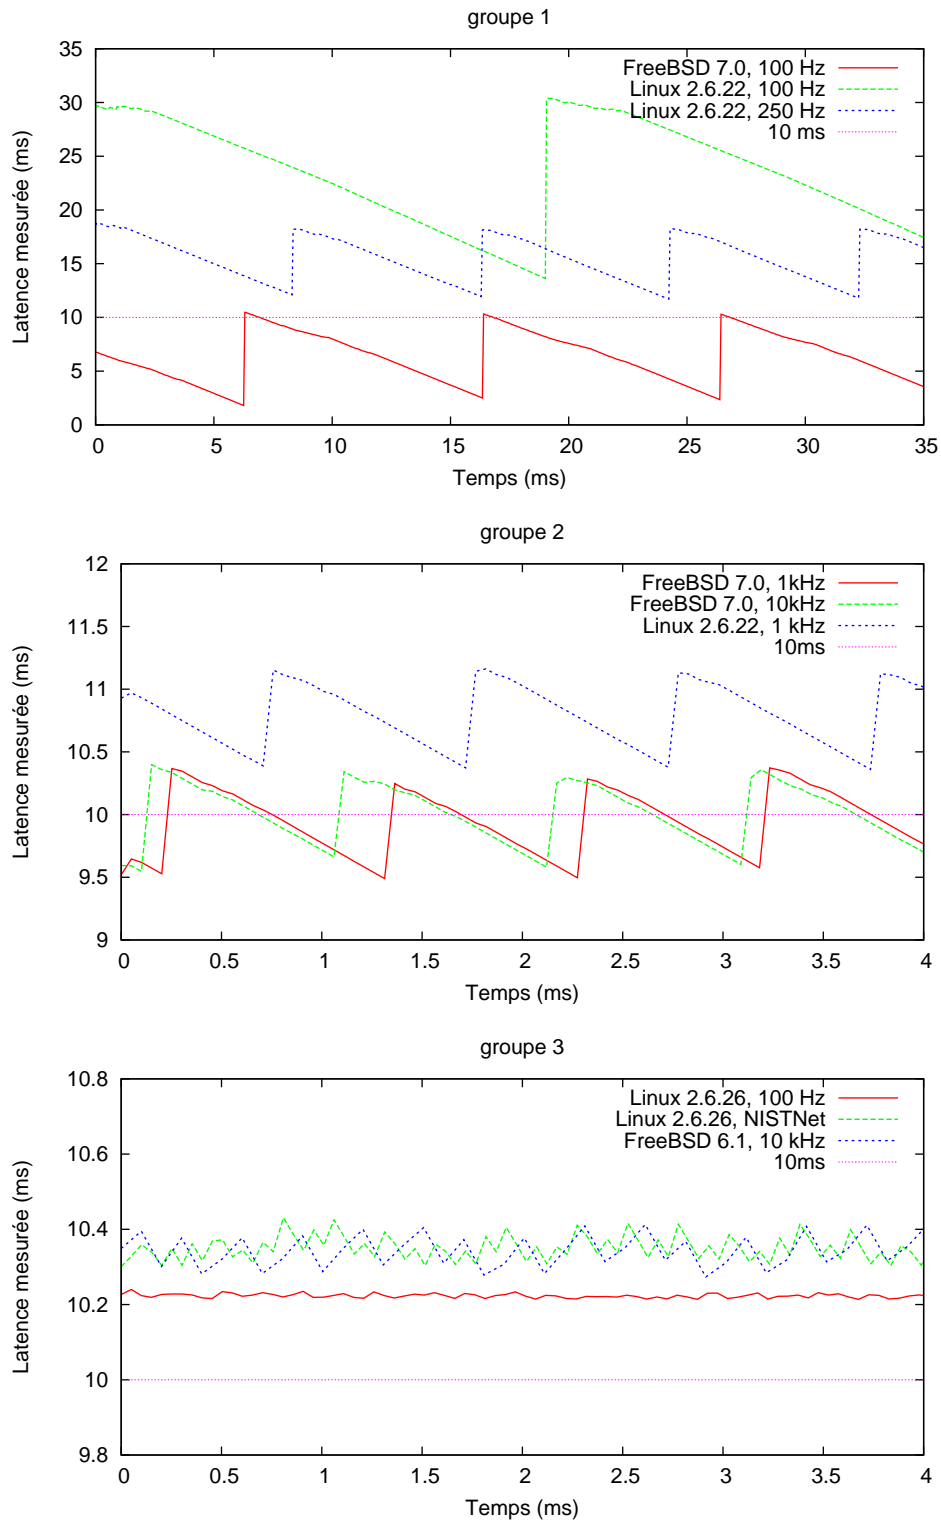 groupe 1
35
30
25
20
15
10
5
0
Latence mesurée (ms)
FreeBSD 7.0, 100 Hz
Linux 2.6.22, 100 Hz
Linux 2.6.22, 250 Hz
10 ms
0 5 10 15 20 25 30 35
Temps (ms)
groupe 2
12
11.5
11
10.5
10
9.5
9
Latence mesurée (ms)
FreeBSD 7.0, 1kHz
FreeBSD 7.0, 10kHz
Linux 2.6.22, 1 kHz
10ms
0 0.5 1 1.5 2 2.5 3 3.5 4
Temps (ms)
groupe 3
10.8
10.6
10.4
10.2
10
9.8
Latence mesurée (ms)
Linux 2.6.26, 100 Hz
Linux 2.6.26, NISTNet
FreeBSD 6.1, 10 kHz
10ms
0 0.5 1 1.5 2 2.5 3 3.5 4
Temps (ms)